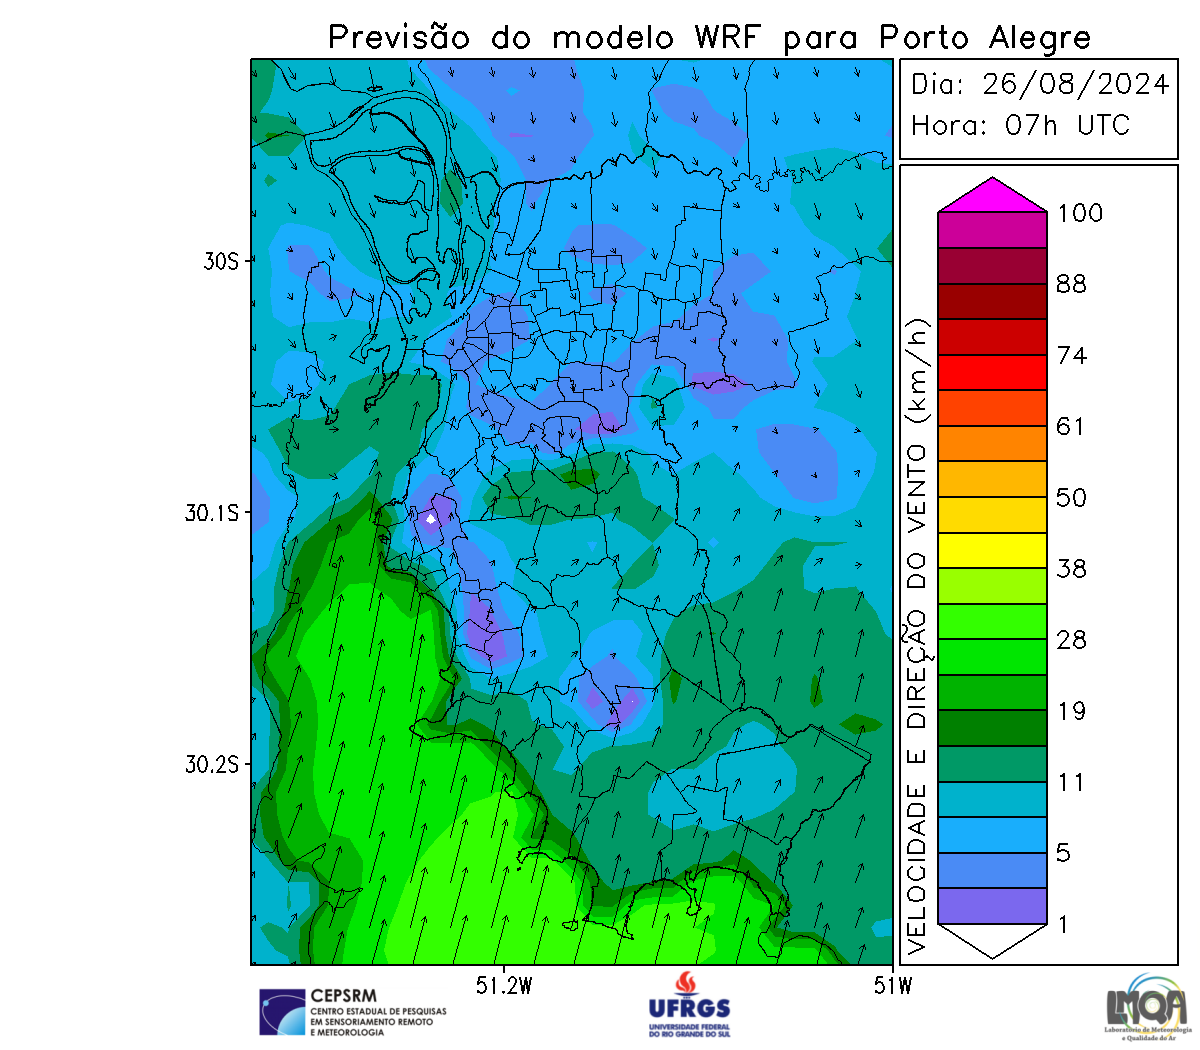 Previsão do modelo WRF para Porto Alegre
Dia: 26/08/2024
Hora: 07h UTC
100
88
74
61
50
38
28
19
11
5
1
VELOCIDADE E DIREÇÃO DO VENTO (km/h)
30S
30.1S
30.2S
51.2W
51W
CEPSRM
CENTRO ESTADUAL DE PESQUISAS
EM SENSORIAMENTO REMOTO
E METEOROLOGIA
UFRGS
UNIVERSIDADE FEDERAL
DO RIO GRANDE DO SUL
LMQA
Laboratório de Meteorologia
e Qualidade do Ar